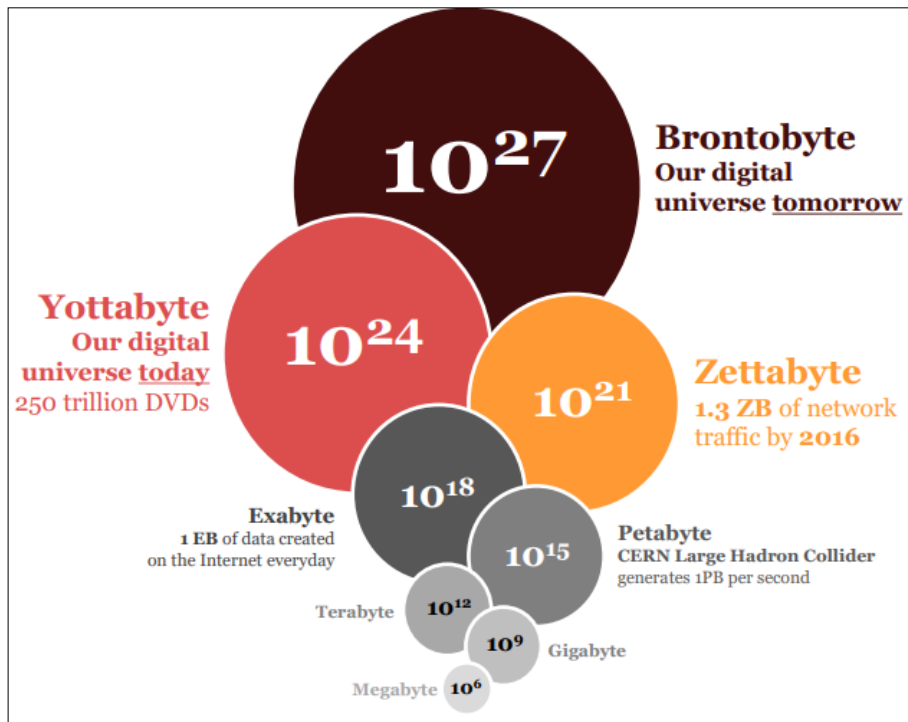 10²⁷
Brontobyte
Our digital
universe tomorrow
Yottabyte
Our digital
universe today
250 trillion DVDs
10²⁴
10²¹
Zettabyte
1.3 ZB of network
traffic by 2016
10¹⁸
Exabyte
1 EB of data created
on the Internet everyday
10¹⁵
Petabyte
CERN Large Hadron Collider
generates 1PB per second
Terabyte
10¹²
10⁹
Gigabyte
Megabyte
10⁶